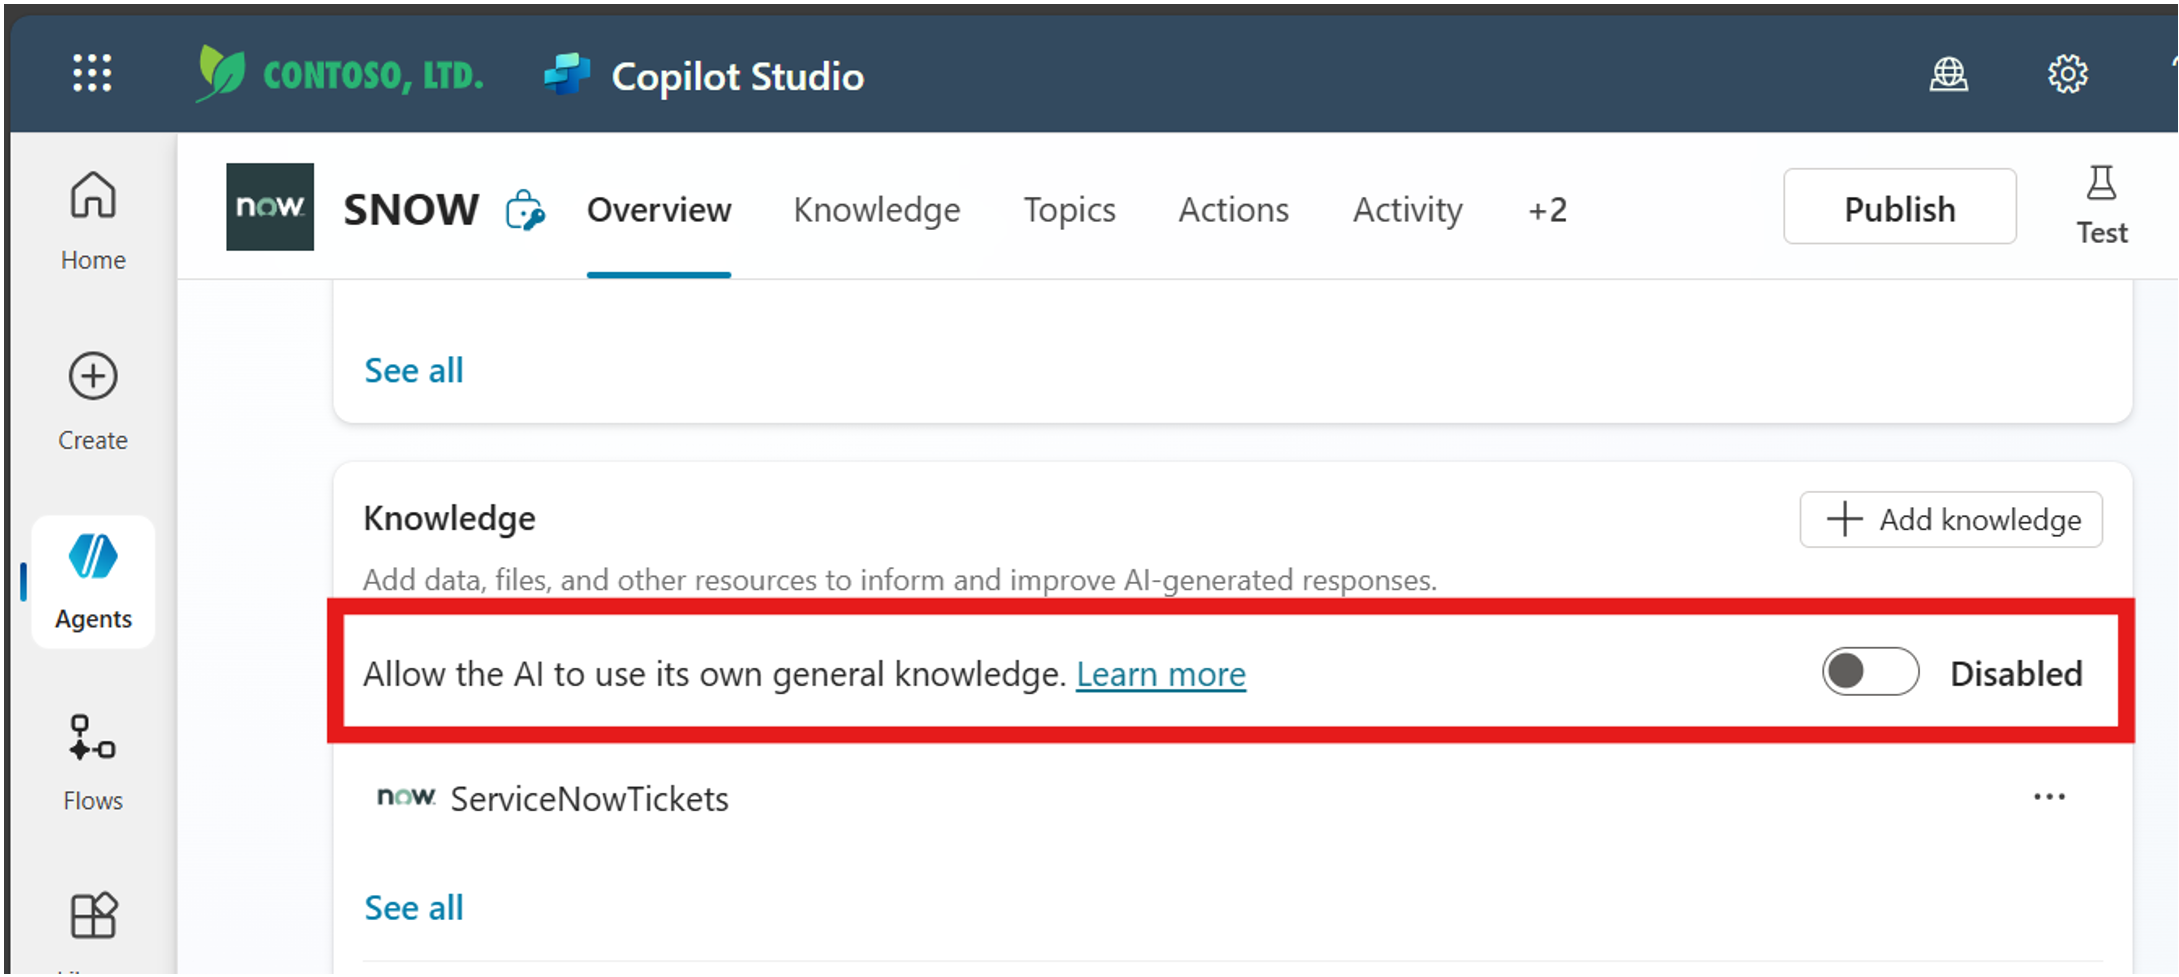 CONTOSO, LTD. Copilot Studio
now SNOW Overview Knowledge Topics Actions Activity +2 Publish Test
Home
See all
Create
Knowledge
Add knowledge
Add data, files, and other resources to inform and improve AI-generated responses.
Agents
Allow the AI to use its own general knowledge. Learn more Disabled
now ServiceNowTickets ...
Flows
See all